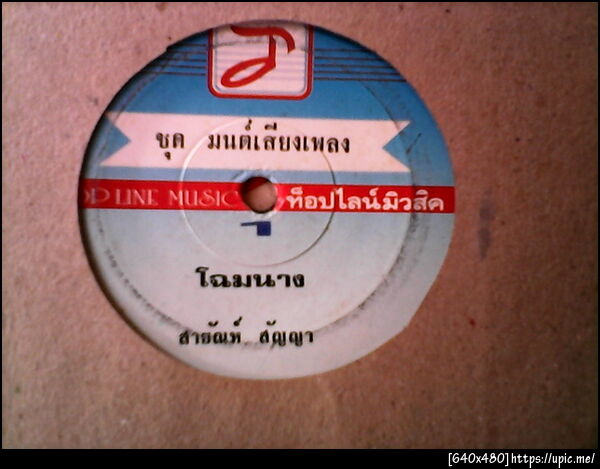 ชุด มนต์เสียงเพลง
OP LINE MUSIC ท็อปไลน์มิวสิค
โฉมนาง
สายัณห์ สัญญา
[640x480]https://upic.me/